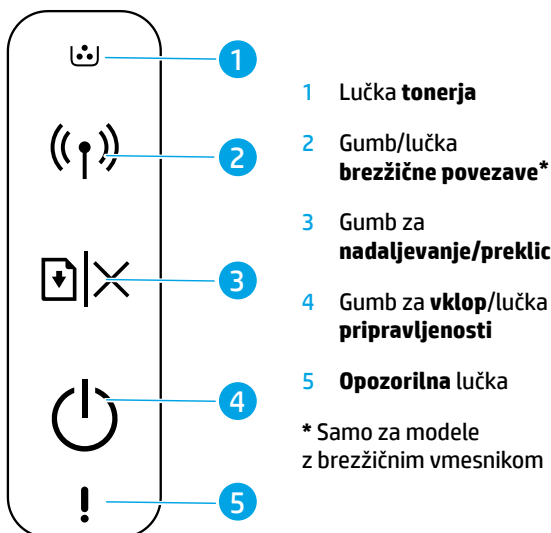 1
2
3
4
5
1 Lučka tonerja
2 Gumb/lučka
brezžične povezave*
3 Gumb za
nadaljevanje/preklic
4 Gumb za vklop/lučka
pripravljenosti
5 Opozorilna lučka
* Samo za modele
z brezžičnim vmesnikom